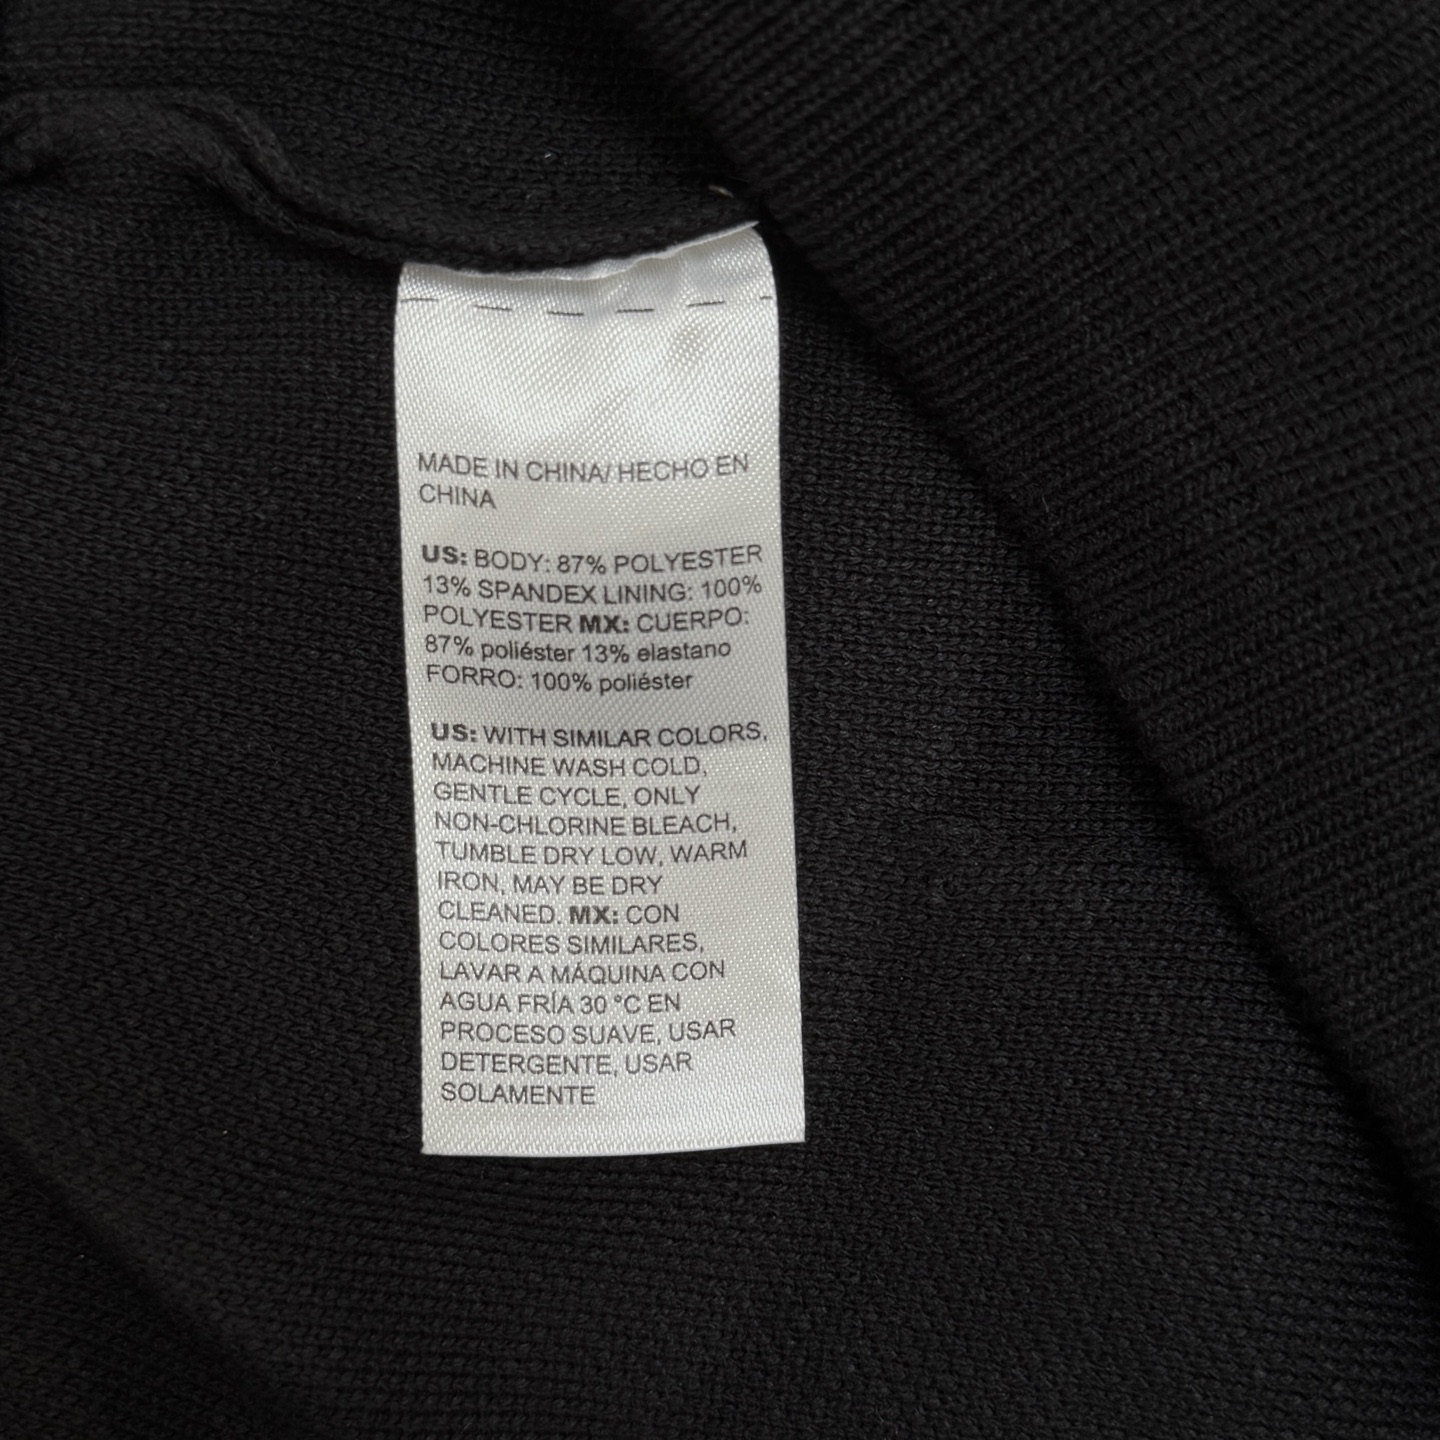 MADE IN CHINA/ HECHO EN
CHINA
US: BODY: 87% POLYESTER
13% SPANDEX LINING: 100%
POLYESTER MX: CUERPO:
87% poliéster 13% elastano
FORRO: 100% poliéster
US: WITH SIMILAR COLORS,
MACHINE WASH COLD,
GENTLE CYCLE, ONLY
NON-CHLORINE BLEACH,
TUMBLE DRY LOW, WARM
IRON, MAY BE DRY
CLEANED. MX: CON
COLORES SIMILARES,
LAVAR A MÁQUINA CON
AGUA FRÍA 30 °C EN
PROCESO SUAVE, USAR
DETERGENTE, USAR
SOLAMENTE